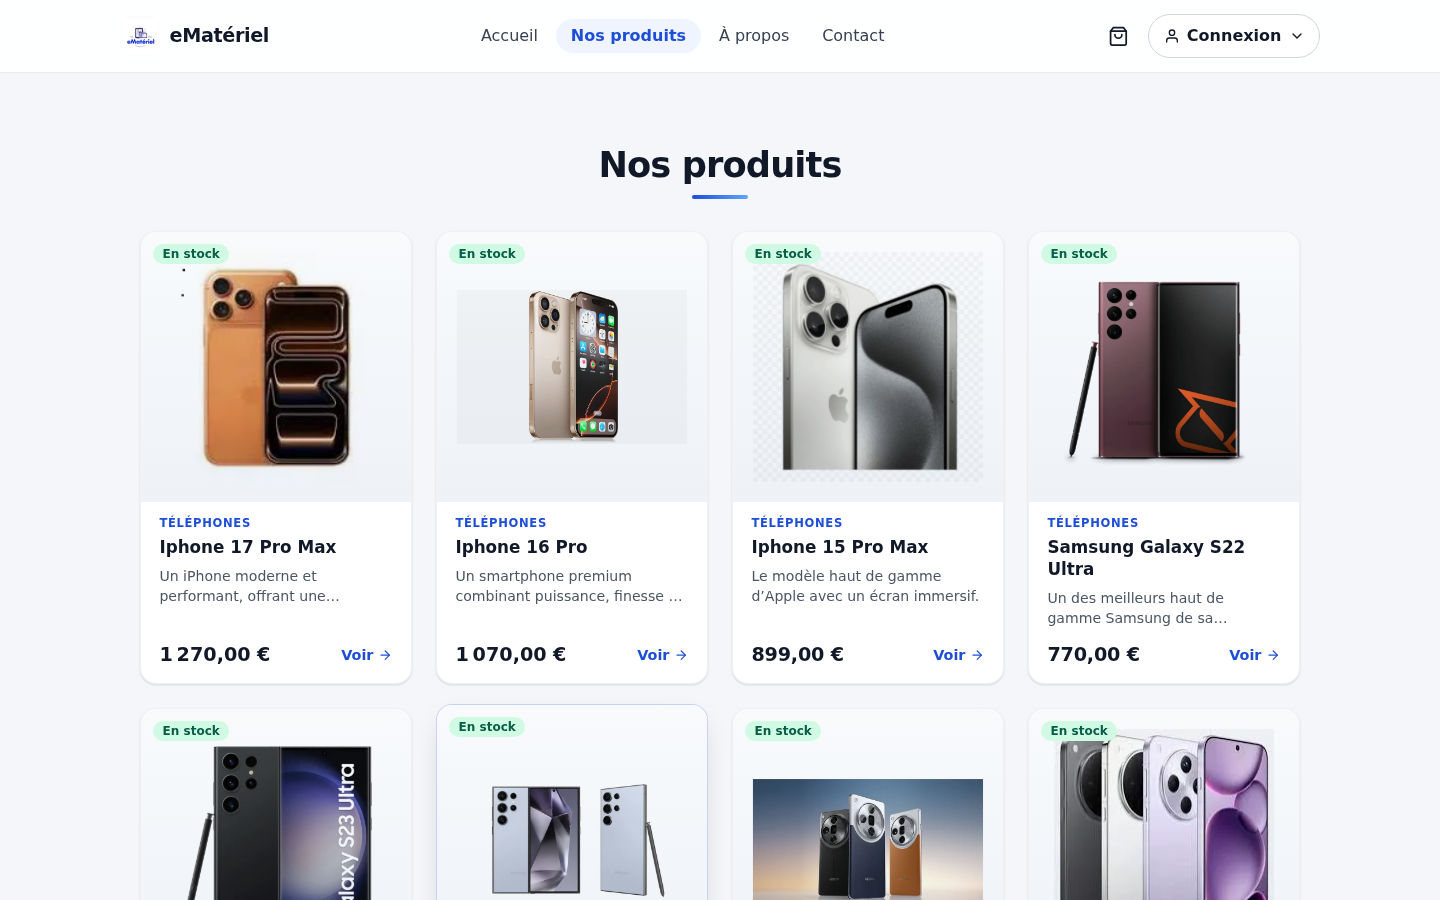 eMatériel
eMatériel
Accueil
Nos produits
À propos
Contact
Connexion
Nos produits
En stock
En stock
En stock
En stock
TÉLÉPHONES
Iphone 17 Pro Max
Un iPhone moderne et
performant, offrant une…
1 270,00 €
Voir →
TÉLÉPHONES
Iphone 16 Pro
Un smartphone premium
combinant puissance, finesse …
1 070,00 €
Voir →
TÉLÉPHONES
Iphone 15 Pro Max
Le modèle haut de gamme
d’Apple avec un écran immersif.
899,00 €
Voir →
TÉLÉPHONES
Samsung Galaxy S22
Ultra
Un des meilleurs haut de
gamme Samsung de sa…
770,00 €
Voir →
En stock
alaxy S23 Ultra
En stock
En stock
En stock